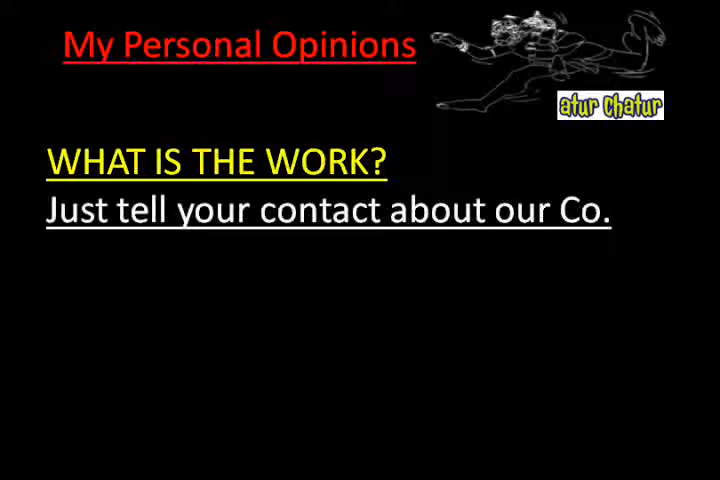 My Personal Opinions
atur chatur
WHAT IS THE WORK?
Just tell your contact about our Co.